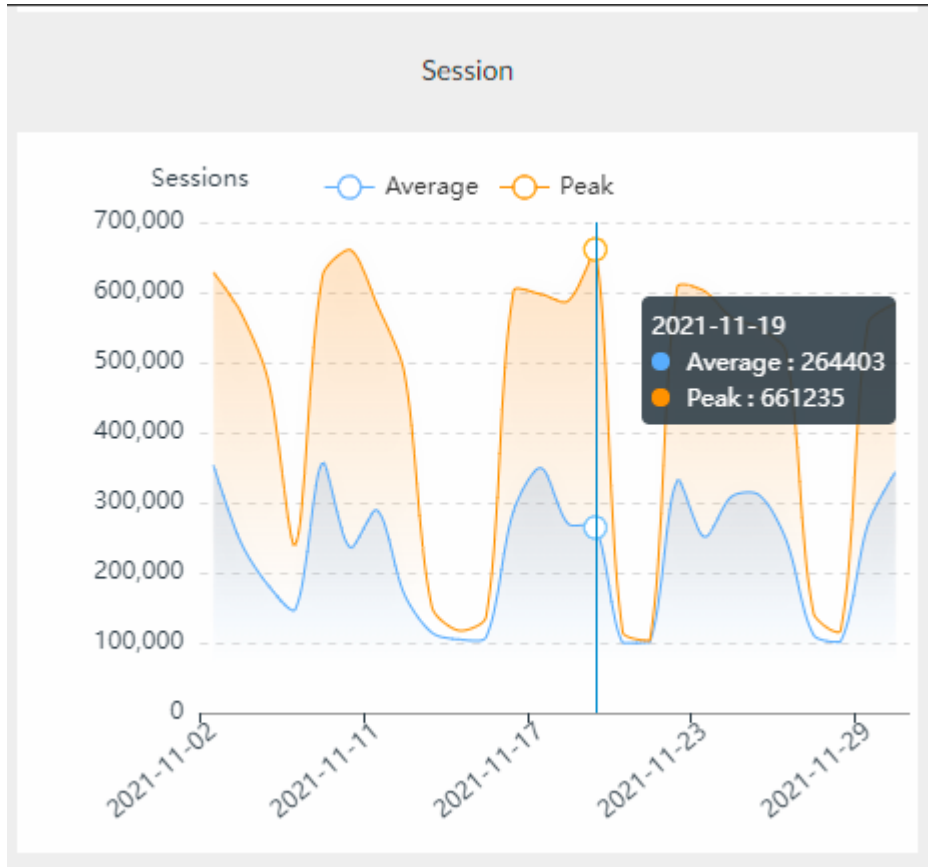 Session
Sessions
Average
Peak
700,000
600,000
500,000
400,000
300,000
200,000
100,000
0
2021-11-19
Average : 264403
Peak : 661235
2021-11-02
2021-11-11
2021-11-17
2021-11-23
2021-11-29